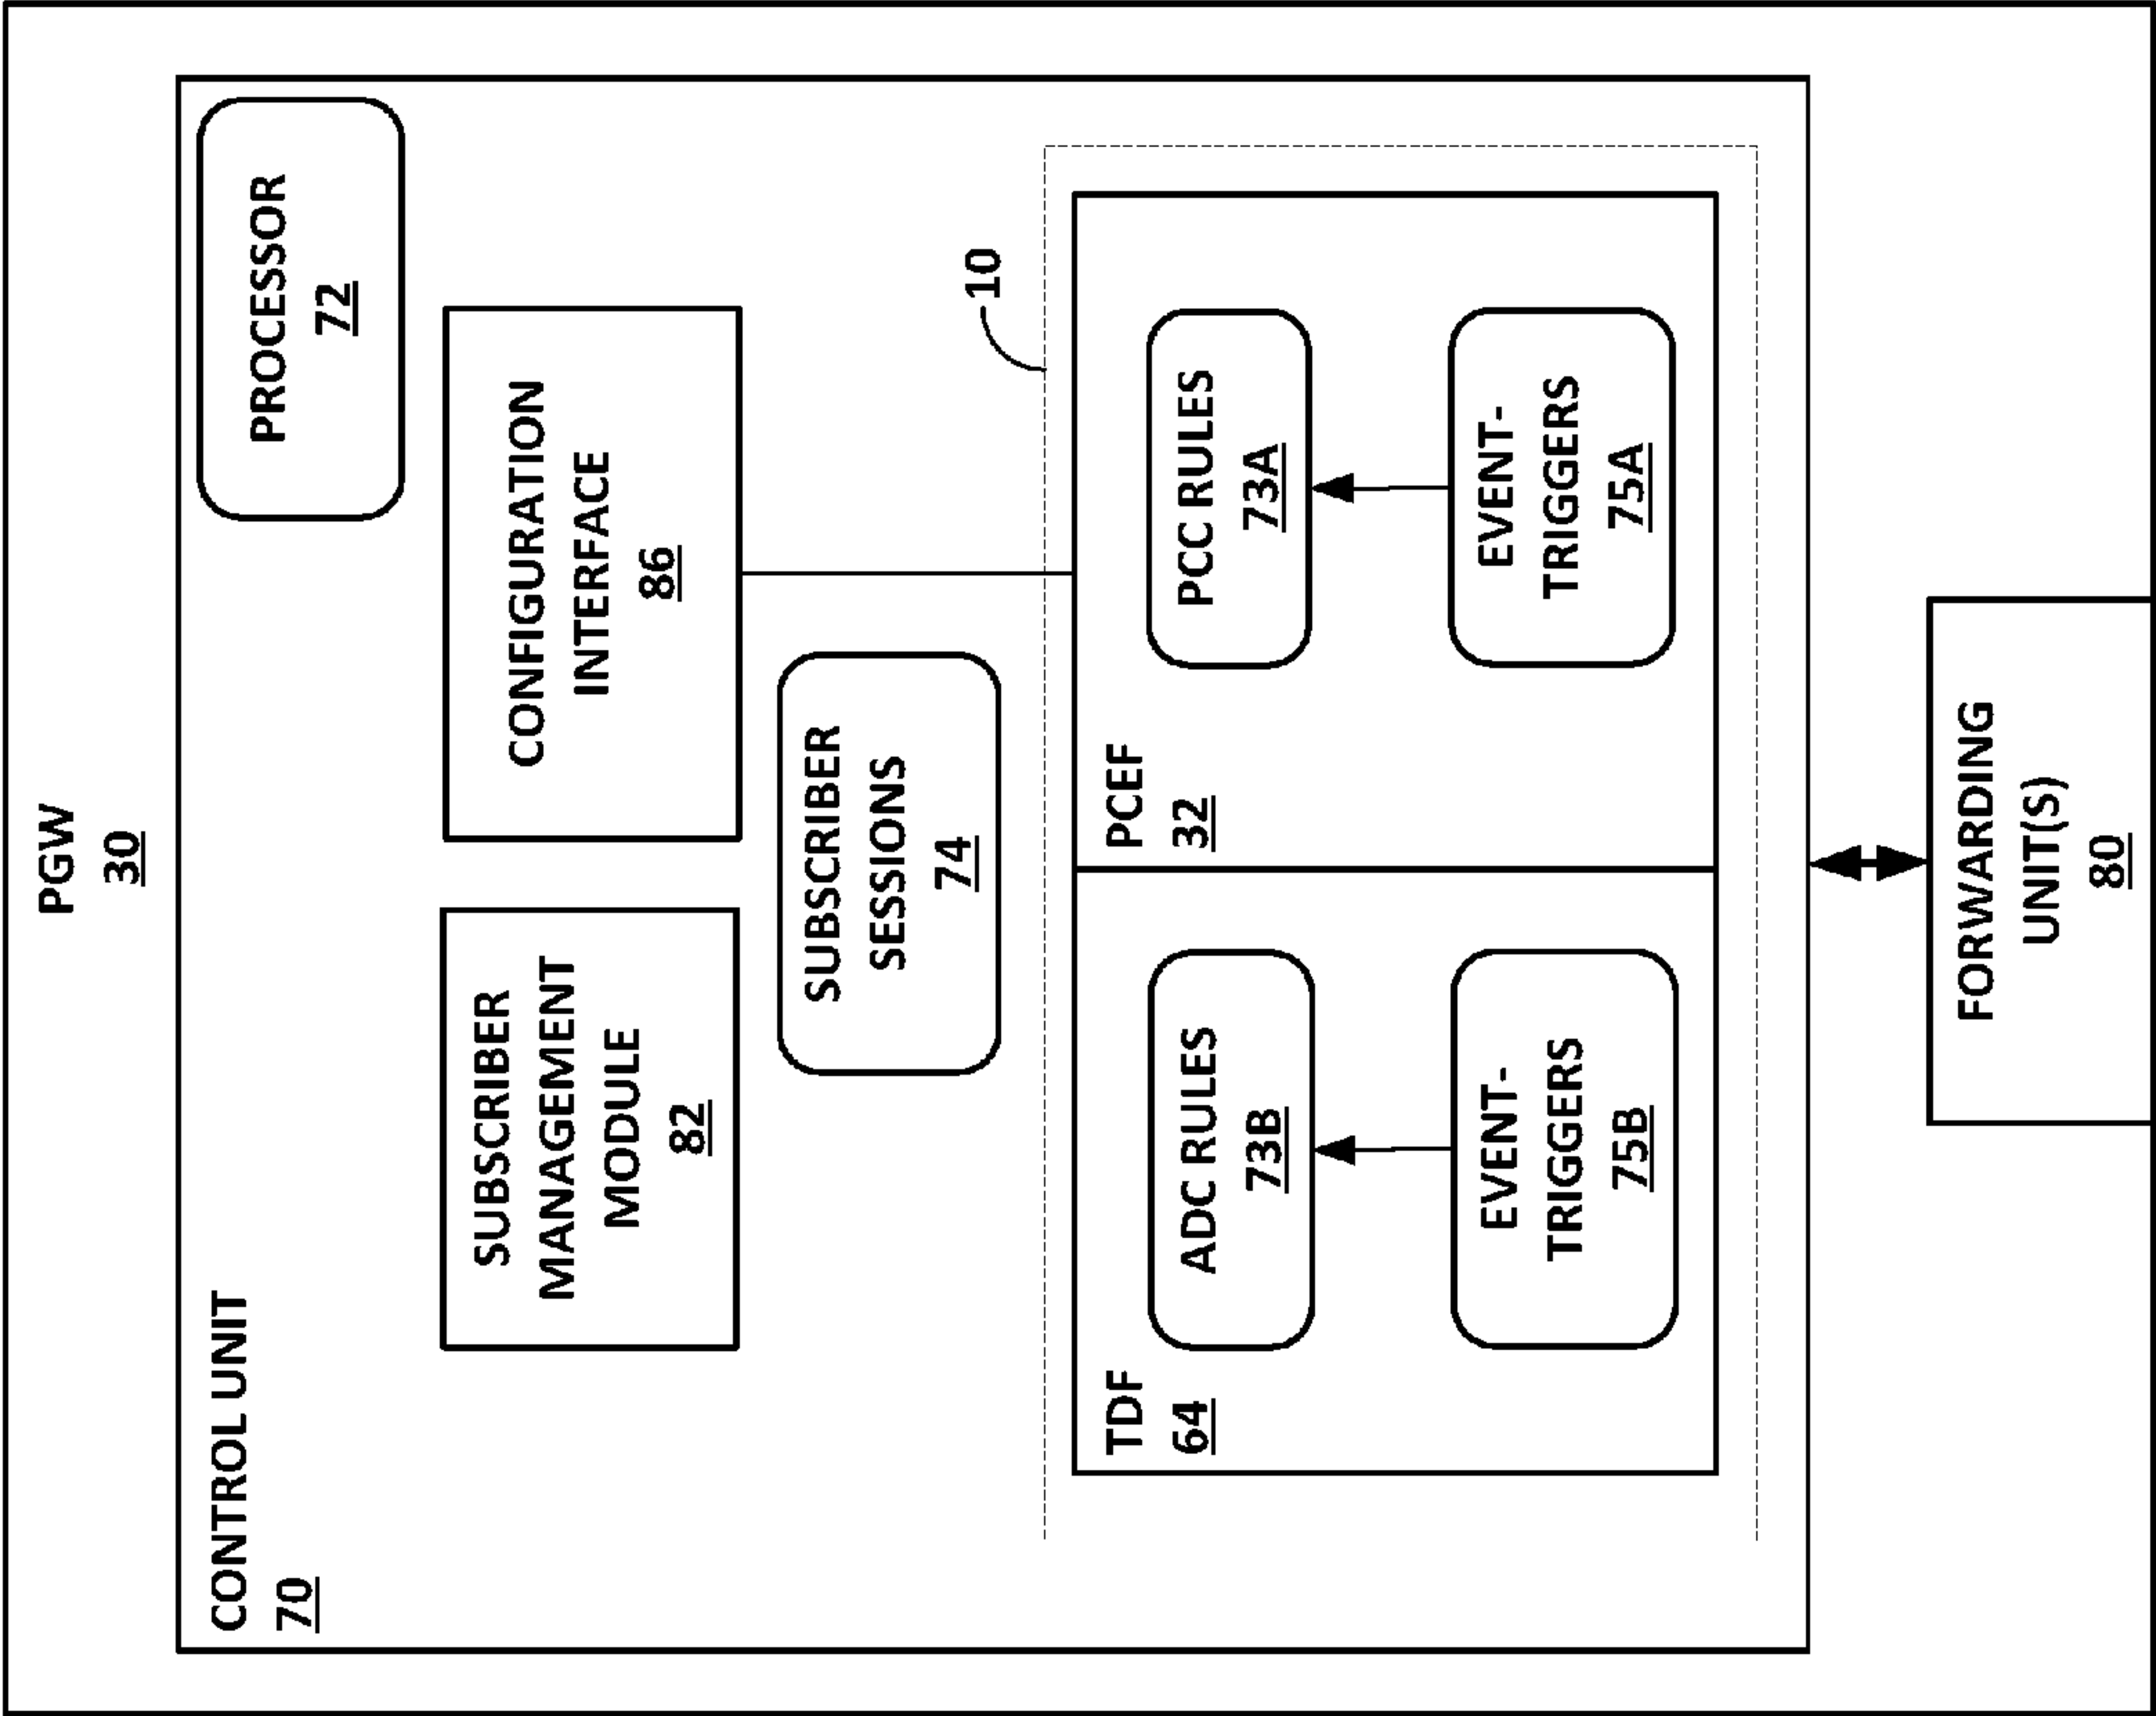 PGW
30
CONTROL UNIT
70
PROCESSOR
72
SUBSCRIBER
MANAGEMENT
MODULE
82
CONFIGURATION
INTERFACE
86
SUBSCRIBER
SESSIONS
74
10
TDF
64
ADC RULES
73B
EVENT-
TRIGGERS
75B
PCEF
32
PCC RULES
73A
EVENT-
TRIGGERS
75A
FORWARDING
UNIT(S)
80